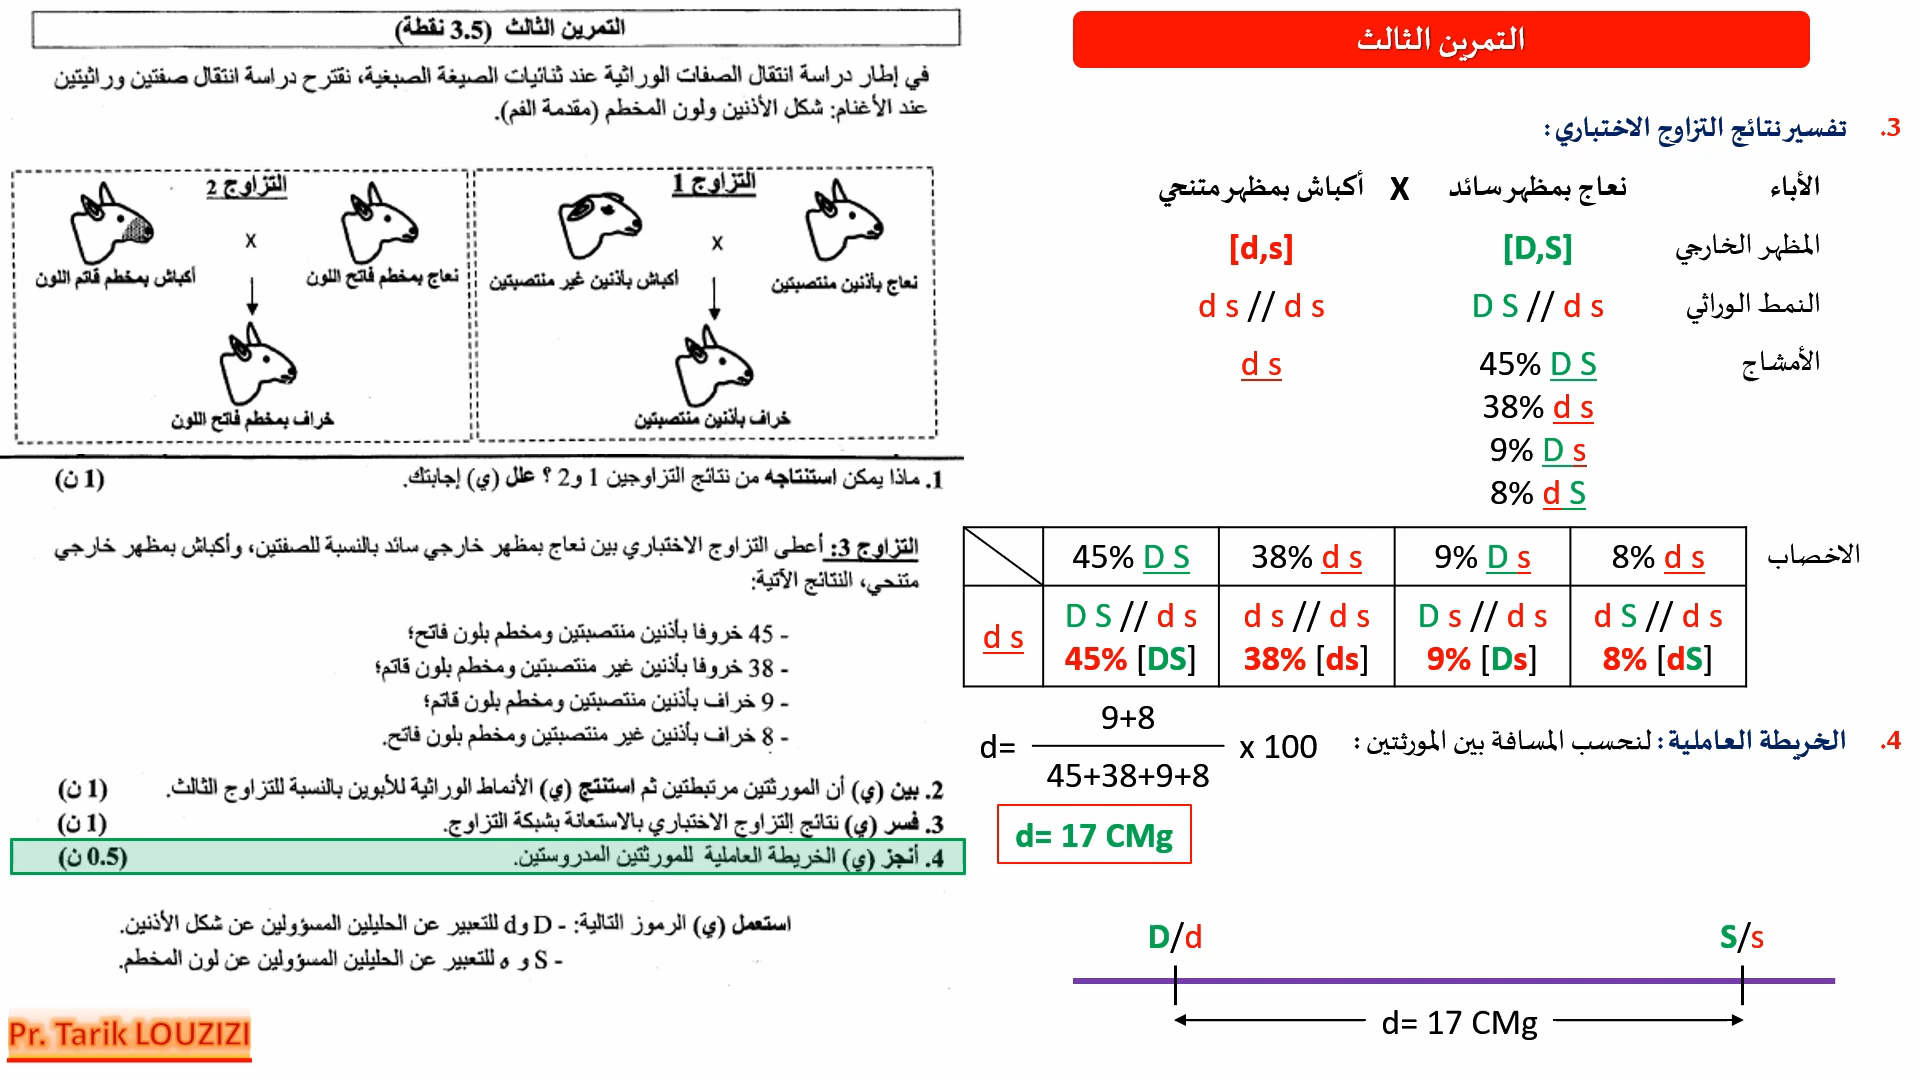 التمرين الثالث (3.5 نقطة)
في إطار دراسة انتقال الصفات الوراثية عند ثنائيات الصيغة الصبغية، نقترح دراسة انتقال صفتين وراثيتين
عند الأغنام: شكل الأذنين ولون المخطم (مقدمة الفم).
التزاوج 1
X
نعاج بأذنين منتصبتين
أكباش بأذنين غير منتصبتين
خراف بأذنين منتصبتين
التزاوج 2
X
نعاج بمخطم فاتح اللون
أكباش بمخطم قاتم اللون
خراف بمخطم فاتح اللون
1. ماذا يمكن استنتاجه من نتائج التزاوجين 1 و2 ؟ علل (ي) إجابتك. (1 ن)
التزاوج 3: أعطى التزاوج الاختباري بين نعاج بمظهر خارجي سائد بالنسبة للصفتين، وأكباش بمظهر خارجي
متنحي، النتائج الآتية:
- 45 خروفا بأذنين منتصبتين ومخطم بلون فاتح؛
- 38 خروفا بأذنين غير منتصبتين ومخطم بلون قاتم؛
- 9 خراف بأذنين منتصبتين ومخطم بلون قاتم؛
- 8 خراف بأذنين غير منتصبتين ومخطم بلون فاتح.
2. بين (ي) أن المورثتين مرتبطتين ثم استنتج (ي) الأنماط الوراثية للأبوين بالنسبة للتزاوج الثالث. (1 ن)
3. فسر (ي) نتائج التزاوج الاختباري بالاستعانة بشبكة التزاوج. (1 ن)
4. أنجز (ي) الخريطة العاملية للمورثتين المدروستين. (0.5 ن)
استعمل (ي) الرموز التالية: - D وd للتعبير عن الحليلين المسؤولين عن شكل الأذنين.
- S و s للتعبير عن الحليلين المسؤولين عن لون المخطم.
Pr. Tarik LOUZIZI
التمرين الثالث
3. تفسير نتائج التزاوج الاختباري:
الأباء نعاج بمظهر سائد X أكباش بمظهر متنحي
المظهر الخارجي [D,S] [d,s]
النمط الوراثي D S // d s d s // d s
الأمشاج 45% D S d s
38% d s
9% D s
8% d S
الاخصاب
45% D S 38% d s 9% D s 8% d s
d s
D S // d s d s // d s D s // d s d S // d s
45% [DS] 38% [ds] 9% [Ds] 8% [dS]
4. الخريطة العاملية: لنحسب المسافة بين المورثتين :
9+8
d= x 100
45+38+9+8
d= 17 CMg
D/d S/s
d= 17 CMg